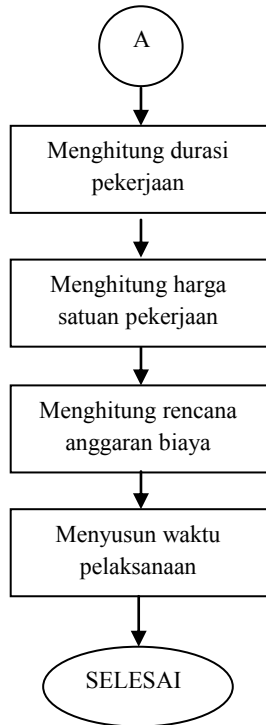 A
Menghitung durasi
pekerjaan
Menghitung harga
satuan pekerjaan
Menghitung rencana
anggaran biaya
Menyusun waktu
pelaksanaan
SELESAI